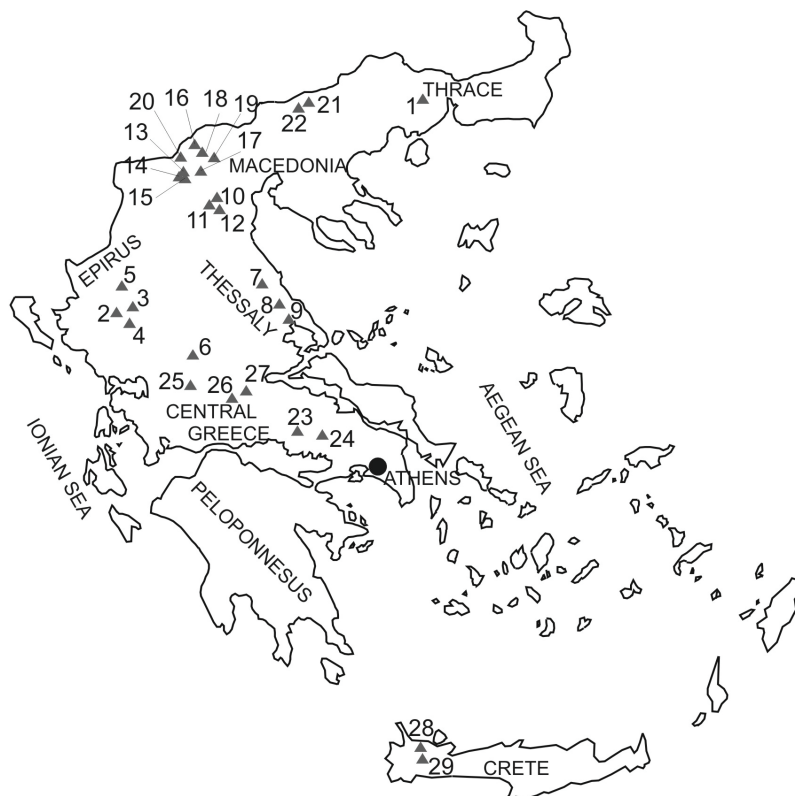 THRACE
1
21
22
16
18
20
19
13
17
14
MACEDONIA
15
10
11
12
EPIRUS
5
3
2
4
THESSALY
7
8
9
6
25
26
27
CENTRAL
GREECE
23
24
ATHENS
AEGEAN SEA
IONIAN SEA
PELOPONNESUS
28
29
CRETE